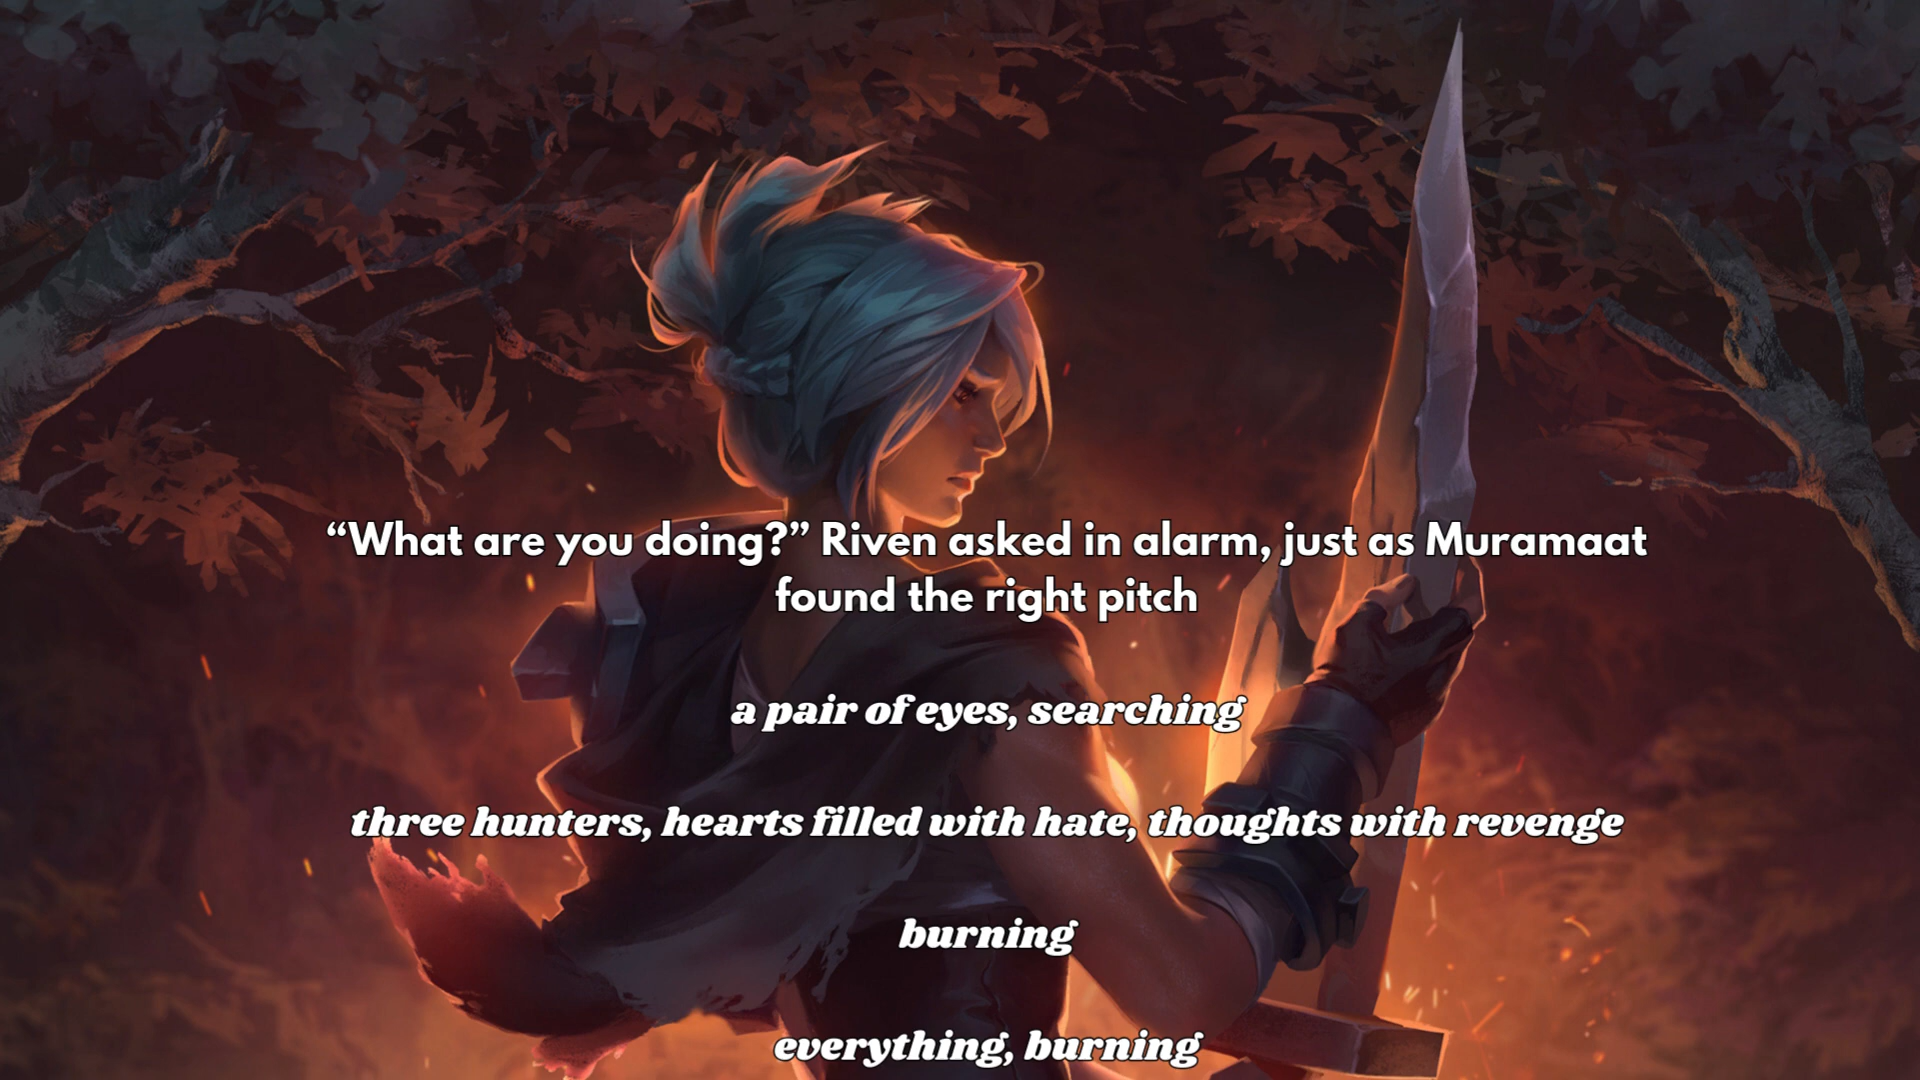 “What are you doing?” Riven asked in alarm, just as Muramaat
found the right pitch
a pair of eyes, searching
three hunters, hearts filled with hate, thoughts with revenge
burning
everything, burning